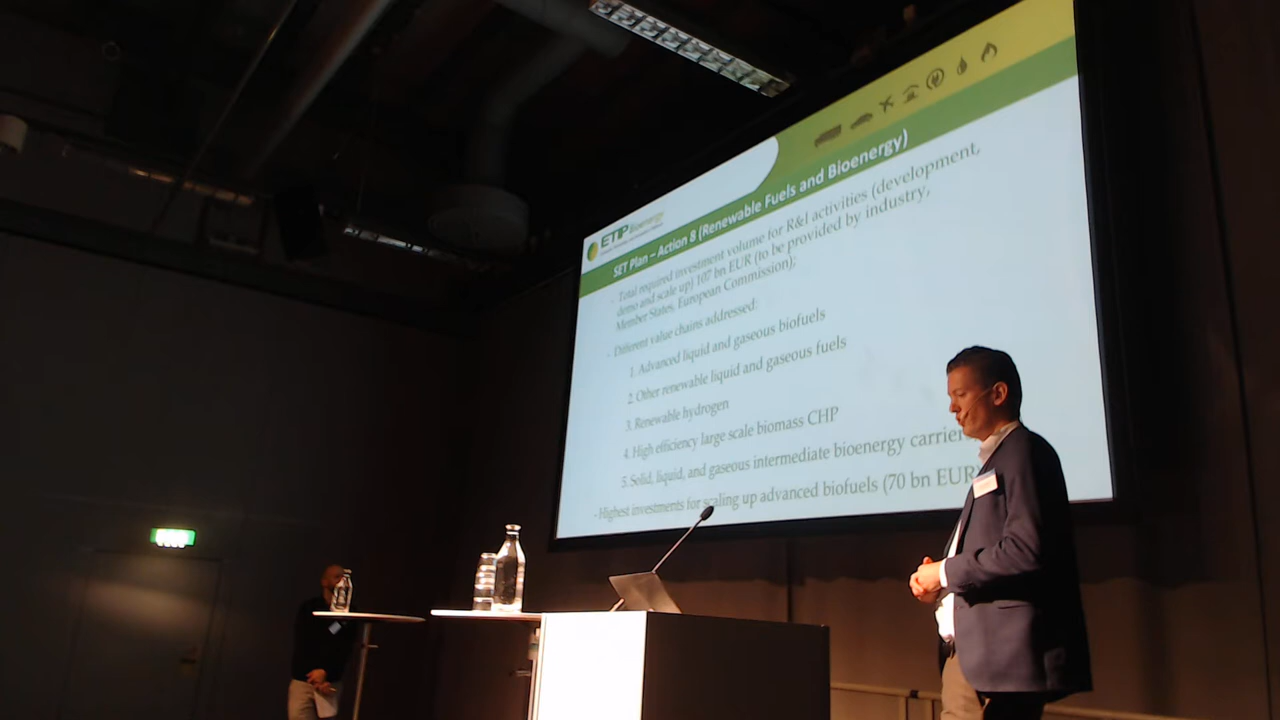 ETLP Bioenergy
SET Plan – Action 8 (Renewable Fuels and Bioenergy)
- Total required investment volume for R&I activities (development,
demo and scale up) 107 bn EUR (to be provided by industry,
Member States, European Commission);
- Different value chains addressed:
1. Advanced liquid and gaseous biofuels
2. Other renewable liquid and gaseous fuels
3. Renewable hydrogen
4. High efficiency large scale biomass CHP
5. Solid, liquid, and gaseous intermediate bioenergy carrier
- Highest investments for scaling up advanced biofuels (70 bn EUR)